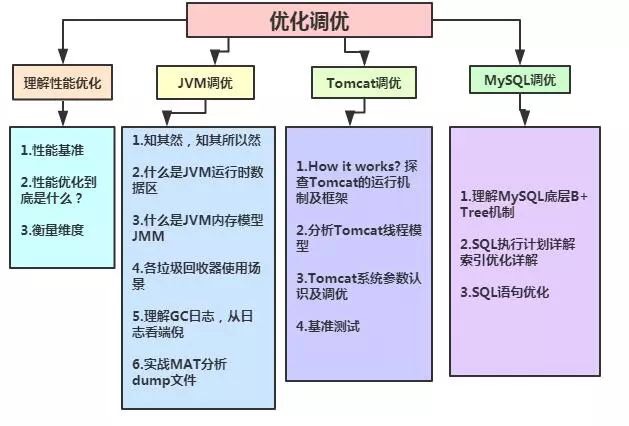 优化调优
理解性能优化
JVM调优
Tomcat调优
MySQL调优
1.性能基准
2.性能优化到
底是什么？
3.衡量维度
1.知其然，知其所以然
2.什么是JVM运行时数
据区
3.什么是JVM内存模型
JMM
4.各垃圾回收器使用场
景
5.理解GC日志，从日
志看端倪
6.实战MAT分析
dump文件
1.How it works? 探
查Tomcat的运行机
制及框架
2.分析Tomcat线程模
型
3.Tomcat系统参数认
识及调优
4.基准测试
1.理解MySQL底层B+
Tree机制
2.SQL执行计划详解
索引优化详解
3.SQL语句优化